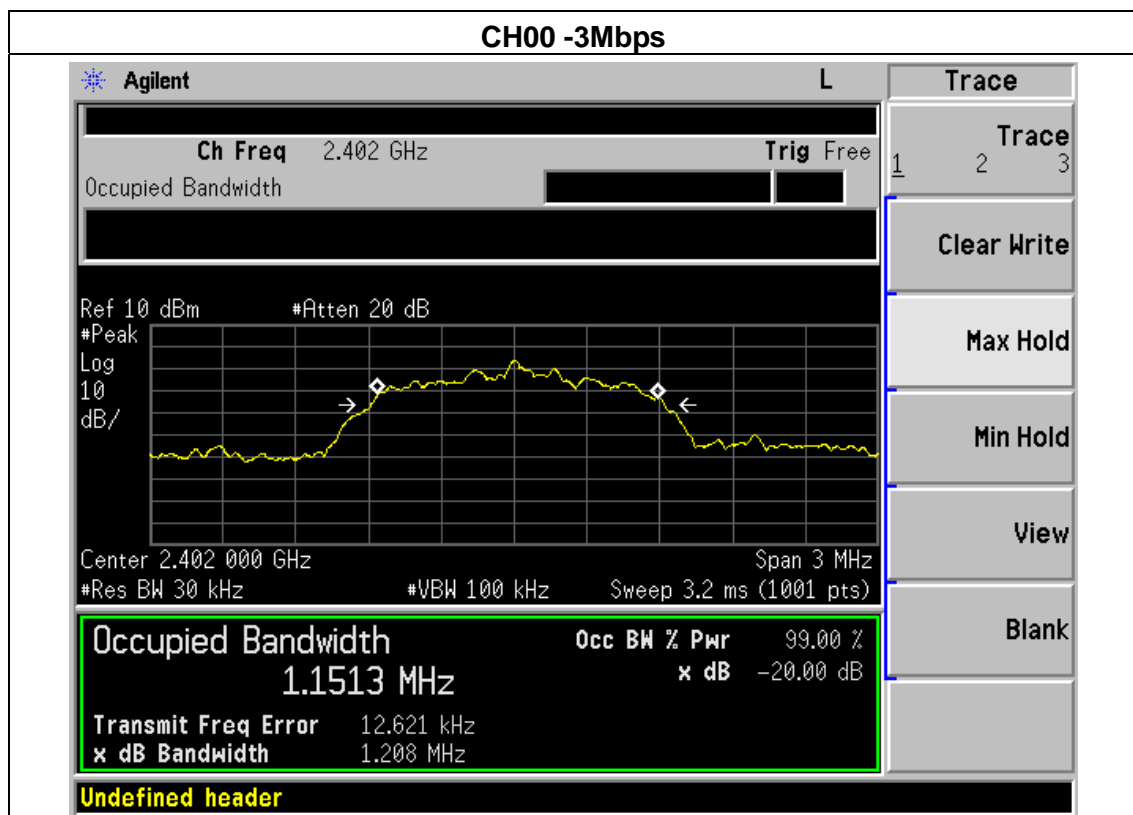 CH00 -3Mbps
Agilent L Trace
Ch Freq 2.402 GHz Trig Free
Occupied Bandwidth
Trace
1 2 3
Clear Write
Ref 10 dBm #Atten 20 dB
#Peak
Log
10
dB/
Max Hold
Min Hold
View
Center 2.402 000 GHz Span 3 MHz
#Res BW 30 kHz #VBW 100 kHz Sweep 3.2 ms (1001 pts)
Blank
Occupied Bandwidth Occ BW % Pwr 99.00 %
1.1513 MHz x dB -20.00 dB
Transmit Freq Error 12.621 kHz
x dB Bandwidth 1.208 MHz
Undefined header